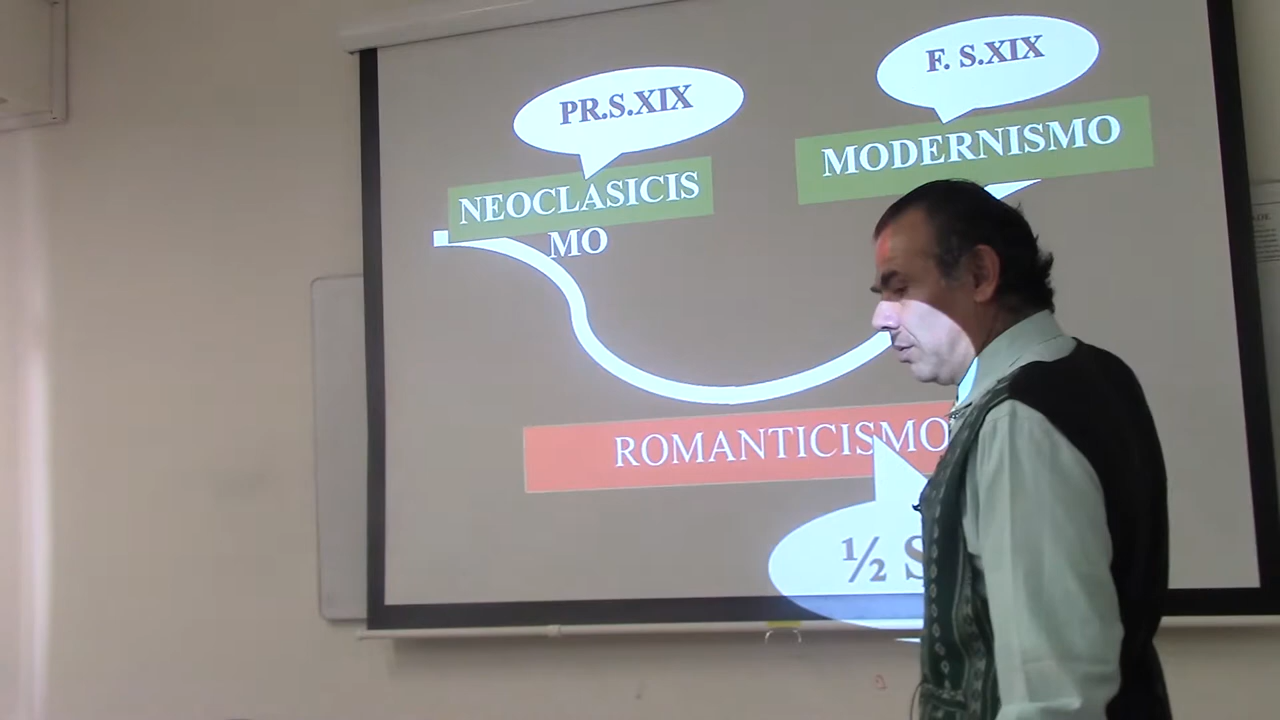 PR.S.XIX
NEOCLASICIS
MO
F. S.XIX
MODERNISMO
ROMANTICISMO
½ S